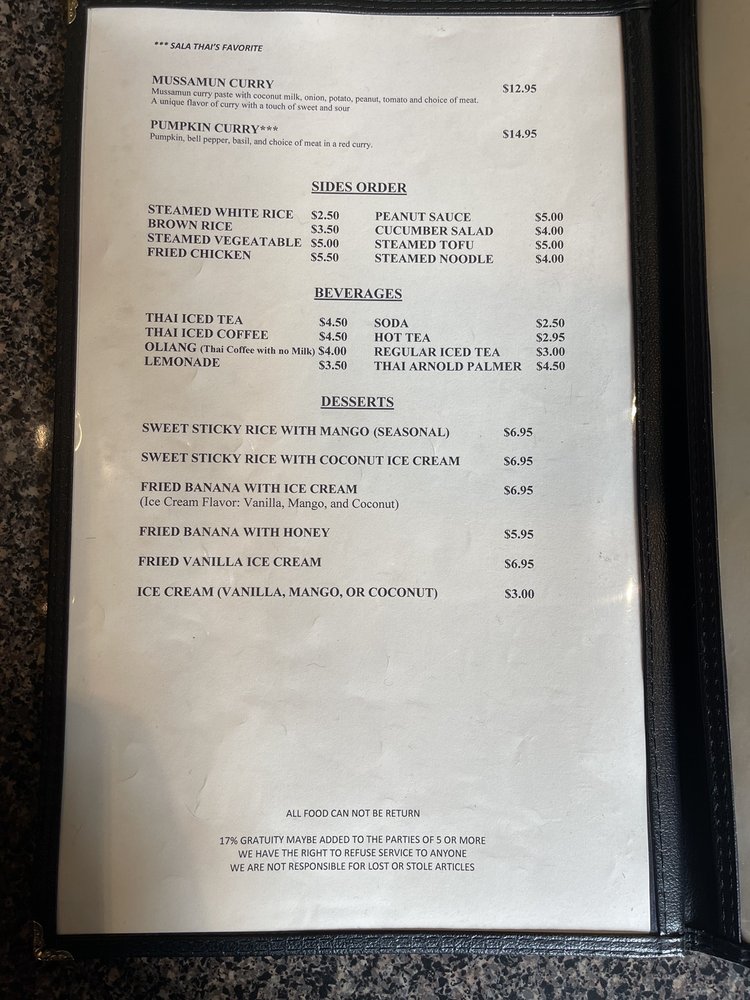 *** SALA THAI'S FAVORITE
MUSSAMUN CURRY $12.95
Mussamun curry paste with coconut milk, onion, potato, peanut, tomato and choice of meat.
A unique flavor of curry with a touch of sweet and sour
PUMPKIN CURRY*** $14.95
Pumpkin, bell pepper, basil, and choice of meat in a red curry.
SIDES ORDER
STEAMED WHITE RICE $2.50 PEANUT SAUCE $5.00
BROWN RICE $3.50 CUCUMBER SALAD $4.00
STEAMED VEGEATABLE $5.00 STEAMED TOFU $5.00
FRIED CHICKEN $5.50 STEAMED NOODLE $4.00
BEVERAGES
THAI ICED TEA $4.50 SODA $2.50
THAI ICED COFFEE $4.50 HOT TEA $2.95
OLIANG (Thai Coffee with no Milk) $4.00 REGULAR ICED TEA $3.00
LEMONADE $3.50 THAI ARNOLD PALMER $4.50
DESSERTS
SWEET STICKY RICE WITH MANGO (SEASONAL) $6.95
SWEET STICKY RICE WITH COCONUT ICE CREAM $6.95
FRIED BANANA WITH ICE CREAM $6.95
(Ice Cream Flavor: Vanilla, Mango, and Coconut)
FRIED BANANA WITH HONEY $5.95
FRIED VANILLA ICE CREAM $6.95
ICE CREAM (VANILLA, MANGO, OR COCONUT) $3.00
ALL FOOD CAN NOT BE RETURN
17% GRATUITY MAYBE ADDED TO THE PARTIES OF 5 OR MORE
WE HAVE THE RIGHT TO REFUSE SERVICE TO ANYONE
WE ARE NOT RESPONSIBLE FOR LOST OR STOLE ARTICLES